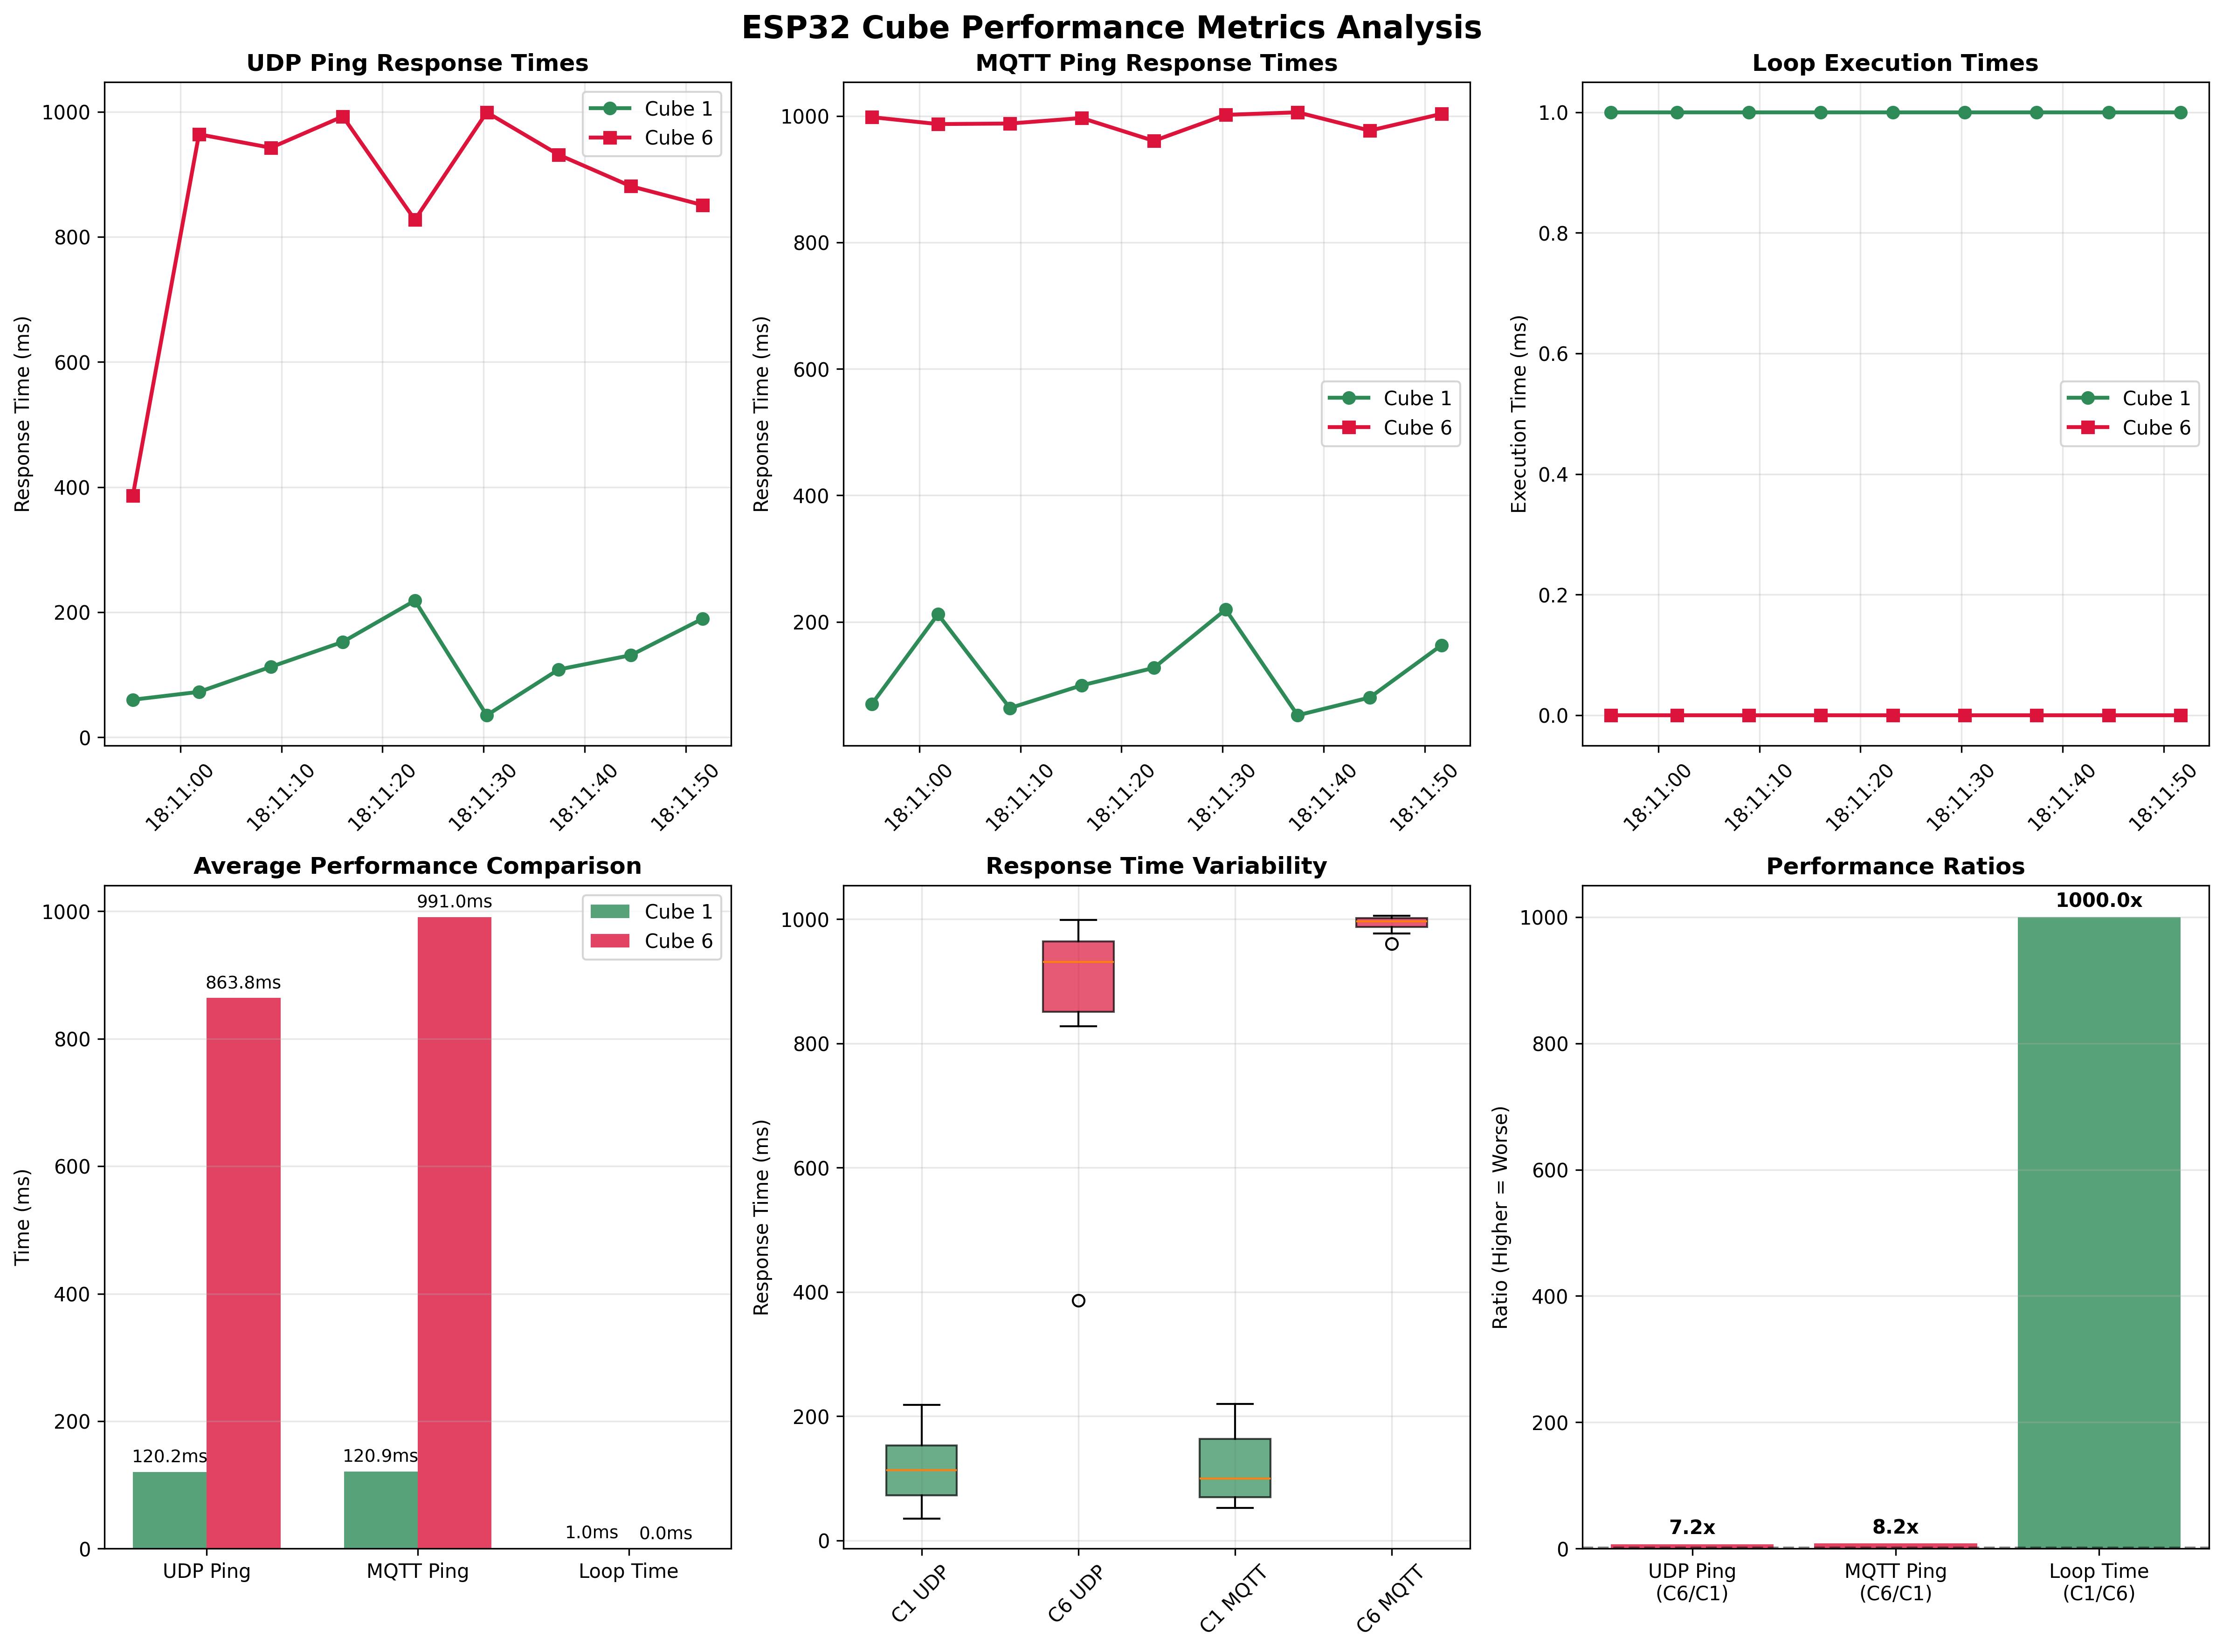 ESP32 Cube Performance Metrics Analysis
UDP Ping Response Times
Response Time (ms)
1000
800
600
400
200
0
Cube 1
Cube 6
18:11:00
18:11:10
18:11:20
18:11:30
18:11:40
18:11:50
MQTT Ping Response Times
Response Time (ms)
1000
800
600
400
200
Cube 1
Cube 6
18:11:00
18:11:10
18:11:20
18:11:30
18:11:40
18:11:50
Loop Execution Times
Execution Time (ms)
1.0
0.8
0.6
0.4
0.2
0.0
Cube 1
Cube 6
18:11:00
18:11:10
18:11:20
18:11:30
18:11:40
18:11:50
Average Performance Comparison
Time (ms)
1000
800
600
400
200
0
Cube 1
Cube 6
120.2ms
863.8ms
120.9ms
991.0ms
1.0ms
0.0ms
UDP Ping
MQTT Ping
Loop Time
Response Time Variability
Response Time (ms)
1000
800
600
400
200
0
C1 UDP
C6 UDP
C1 MQTT
C6 MQTT
Performance Ratios
Ratio (Higher = Worse)
1000
800
600
400
200
0
7.2x
8.2x
1000.0x
UDP Ping
(C6/C1)
MQTT Ping
(C6/C1)
Loop Time
(C1/C6)